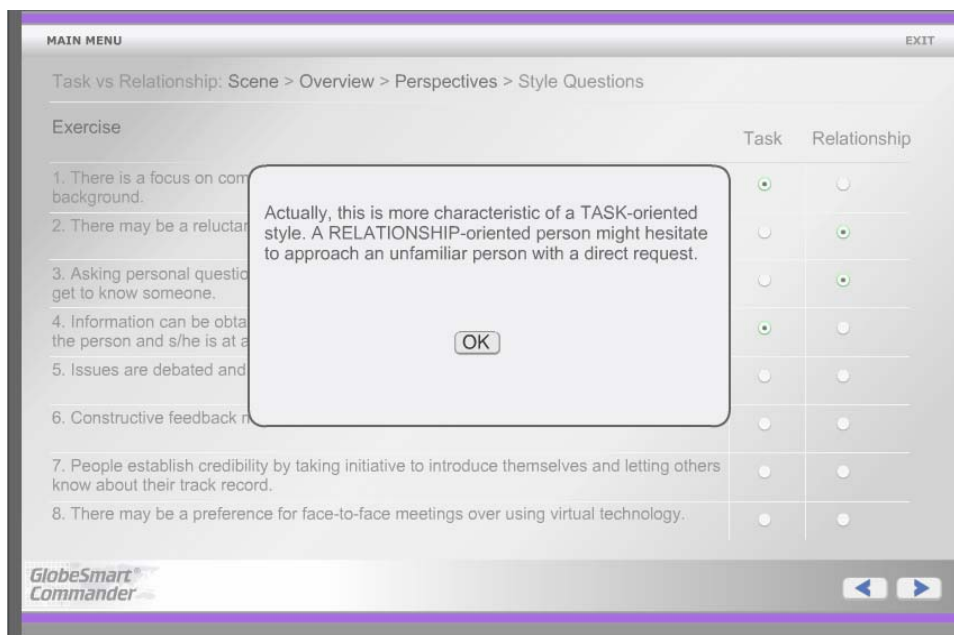 MAIN MENU
EXIT
Task vs Relationship: Scene > Overview > Perspectives > Style Questions
Exercise
Task
Relationship
1. There is a focus on com
background.
2. There may be a reluctan
3. Asking personal questio
get to know someone.
4. Information can be obta
the person and s/he is at a
5. Issues are debated and
6. Constructive feedback
7. People establish credibility by taking initiative to introduce themselves and letting others
know about their track record.
8. There may be a preference for face-to-face meetings over using virtual technology.
Actually, this is more characteristic of a TASK-oriented
style. A RELATIONSHIP-oriented person might hesitate
to approach an unfamiliar person with a direct request.
OK
GlobeSmart®
Commander